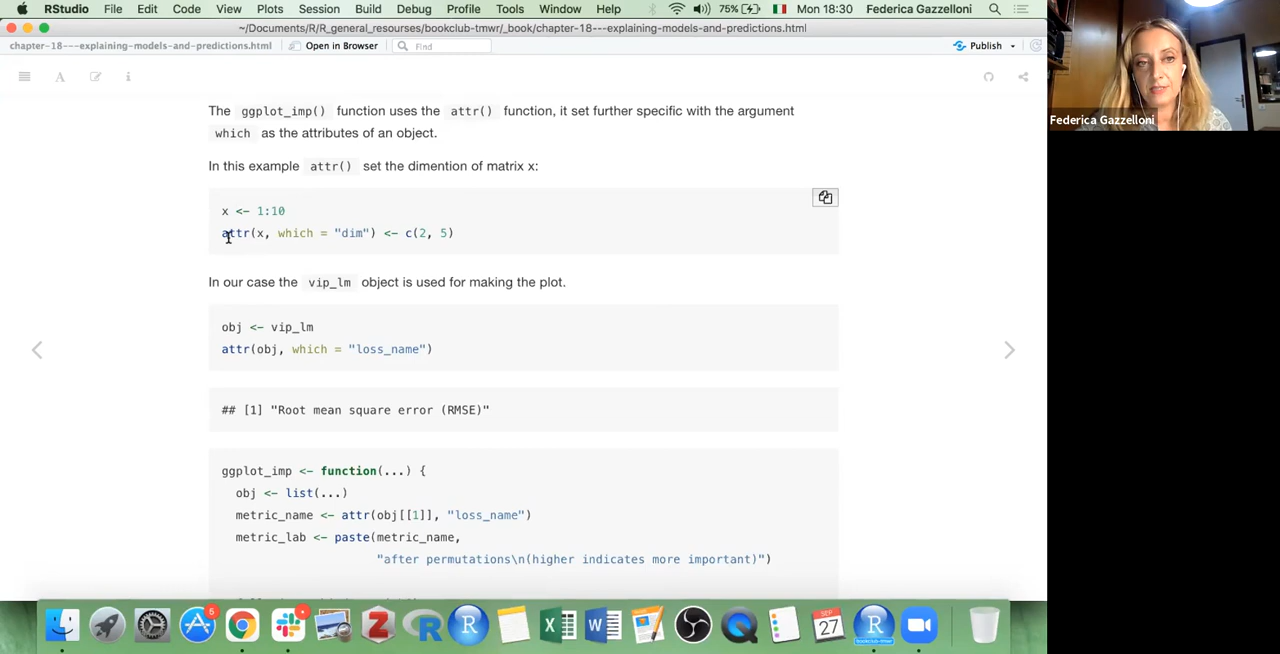 RStudio File Edit Code View Plots Session Build Debug Profile Tools Window Help 75% Mon 18:30 Federica Gazzelloni
~/Documents/R/R_general_resourses/bookclub-tmwr/_book/chapter-18---explaining-models-and-predictions.html
chapter-18---explaining-models-and-predictions.html Open in Browser Find Publish
The ggplot_imp() function uses the attr() function, it set further specific with the argument
which as the attributes of an object.
In this example attr() set the dimention of matrix x:
x <- 1:10
attr(x, which = "dim") <- c(2, 5)
In our case the vip_lm object is used for making the plot.
obj <- vip_lm
attr(obj, which = "loss_name")
## [1] "Root mean square error (RMSE)"
ggplot_imp <- function(...) {
obj <- list(...)
metric_name <- attr(obj[[1]], "loss_name")
metric_lab <- paste(metric_name,
"after permutations\n(higher indicates more important)")
Federica Gazzelloni
5
SEP
27
bookclub-tmwr